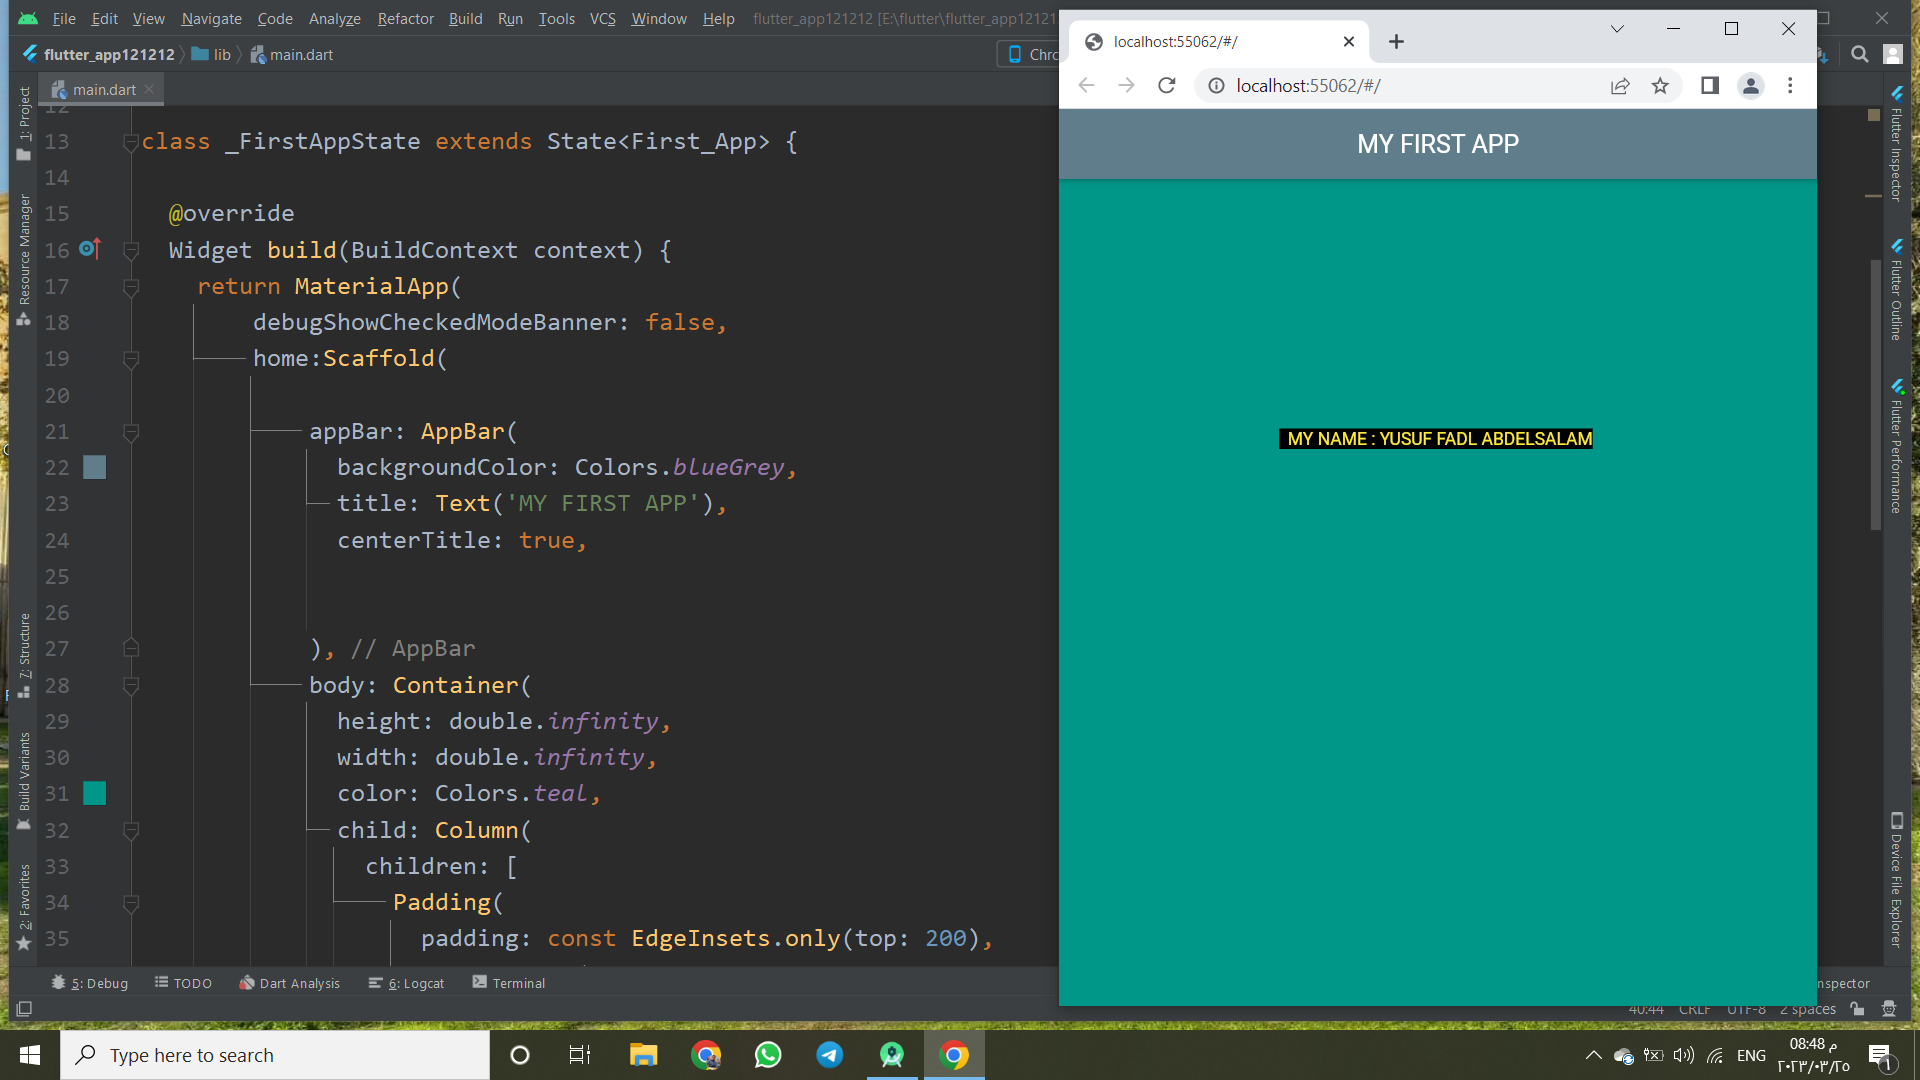 File Edit View Navigate Code Analyze Refactor Build Run Tools VCS Window Help flutter_app121212 [E:\flutter\flutter_app12121
flutter_app121212 lib main.dart Chrc
main.dart
12
13 class _FirstAppState extends State<First_App> {
14
15 @override
16 Widget build(BuildContext context) {
17 return MaterialApp(
18 debugShowCheckedModeBanner: false,
19 home:Scaffold(
20
21 appBar: AppBar(
22 backgroundColor: Colors.blueGrey,
23 title: Text('MY FIRST APP'),
24 centerTitle: true,
25
26
27 ), // AppBar
28 body: Container(
29 height: double.infinity,
30 width: double.infinity,
31 color: Colors.teal,
32 child: Column(
33 children: [
34 Padding(
35 padding: const EdgeInsets.only(top: 200),
1: Project
Resource Manager
7: Structure
Build Variants
2: Favorites
localhost:55062/#/
localhost:55062/#/
MY FIRST APP
MY NAME : YUSUF FADL ABDELSALAM
Flutter Inspector
Flutter Outline
Flutter Performance
Device File Explorer
5: Debug TODO Dart Analysis 6: Logcat Terminal nspector
40:44 CRLF UTF-8 2 spaces
Type here to search
ENG
08:48 م
٢٠٢٣/٠٣/٢٥
١